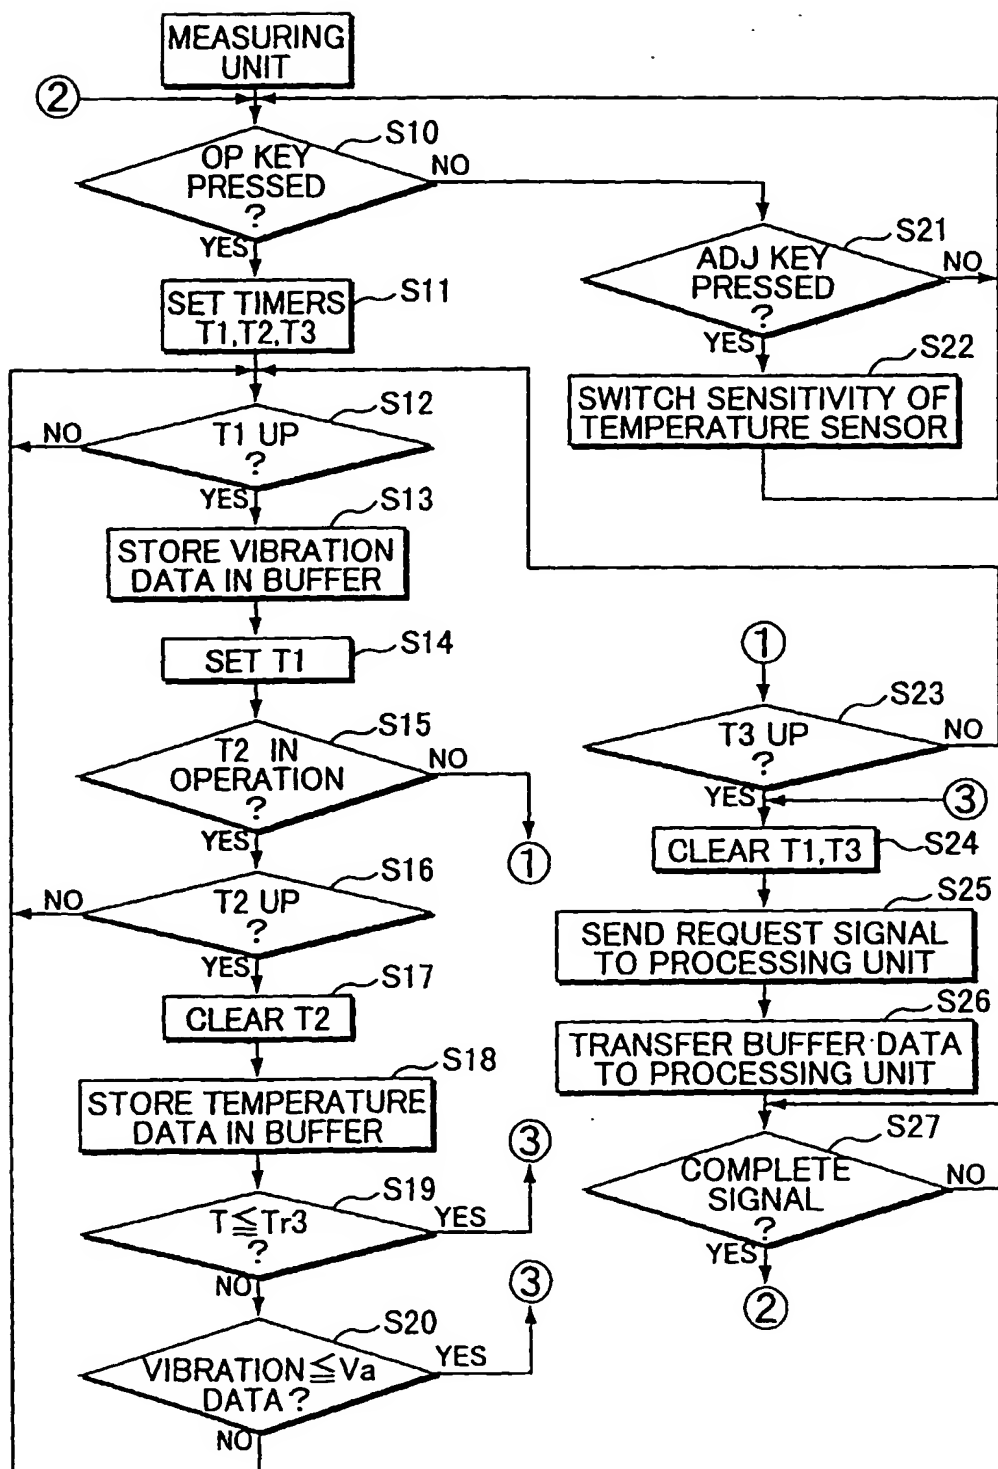 MEASURING
UNIT
②
S10
OP KEY
PRESSED
?
NO
YES
S11
SET TIMERS
T1,T2,T3
S12
T1 UP
?
NO
YES
S13
STORE VIBRATION
DATA IN BUFFER
S14
SET T1
S15
T2 IN
OPERATION
?
NO
YES
①
S16
T2 UP
?
NO
YES
S17
CLEAR T2
S18
STORE TEMPERATURE
DATA IN BUFFER
S19
T≦Tr3
?
YES
③
NO
S20
VIBRATION≦Va
DATA?
YES
③
NO
S21
ADJ KEY
PRESSED
?
NO
YES
S22
SWITCH SENSITIVITY OF
TEMPERATURE SENSOR
①
S23
T3 UP
?
NO
YES
③
S24
CLEAR T1,T3
S25
SEND REQUEST SIGNAL
TO PROCESSING UNIT
S26
TRANSFER BUFFER DATA
TO PROCESSING UNIT
S27
COMPLETE
SIGNAL
?
NO
YES
②